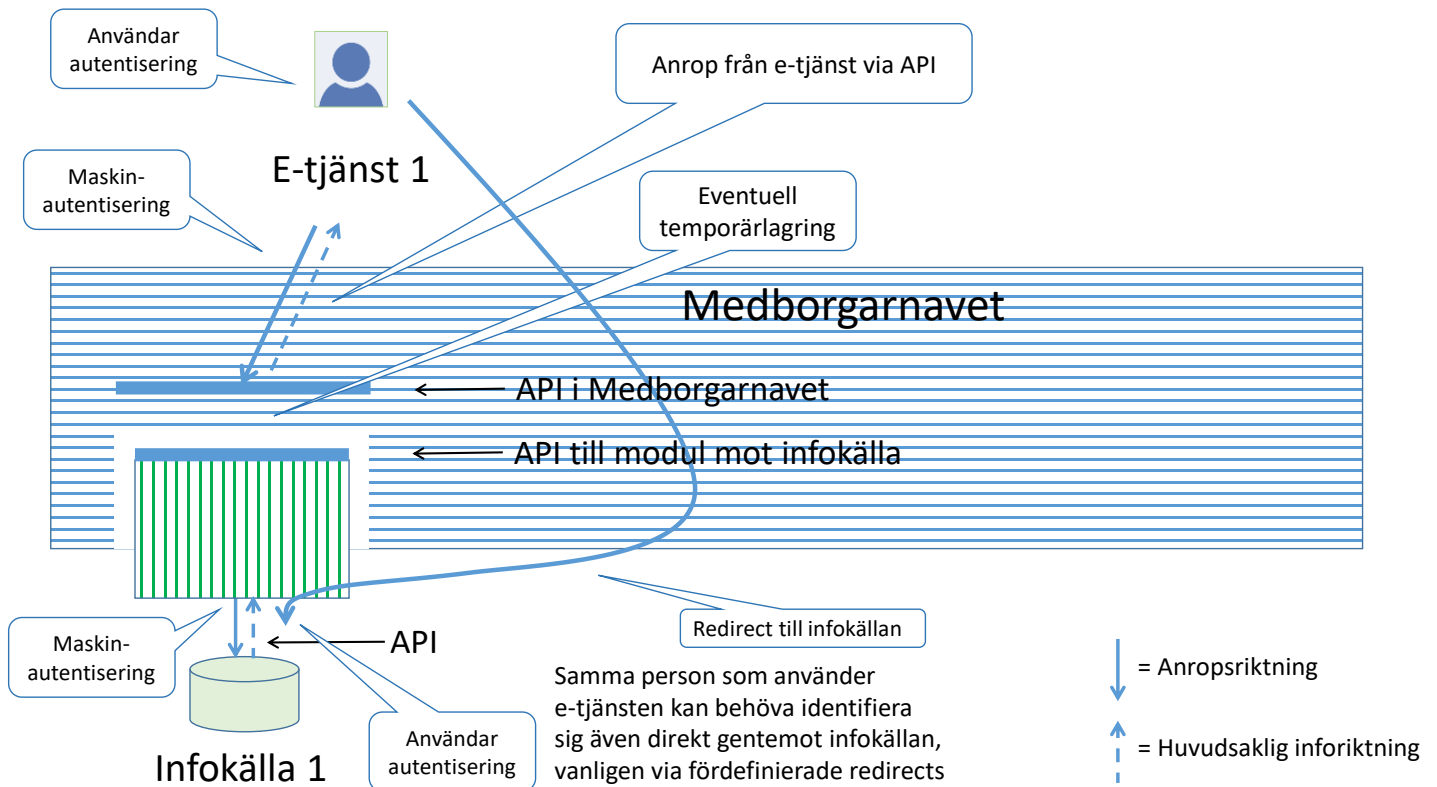 Användar
autentisering
Anrop från e-tjänst via API
E-tjänst 1
Maskin-
autentisering
Eventuell
temporärlagring
Medborgarnavet
API i Medborgarnavet
API till modul mot infokälla
Redirect till infokällan
Maskin-
autentisering
API
Samma person som använder
e-tjänsten kan behöva identifiera
sig även direkt gentemot infokällan,
vanligen via fördefinierade redirects
= Anropsriktning
= Huvudsaklig inforiktning
Användar
autentisering
Infokälla 1